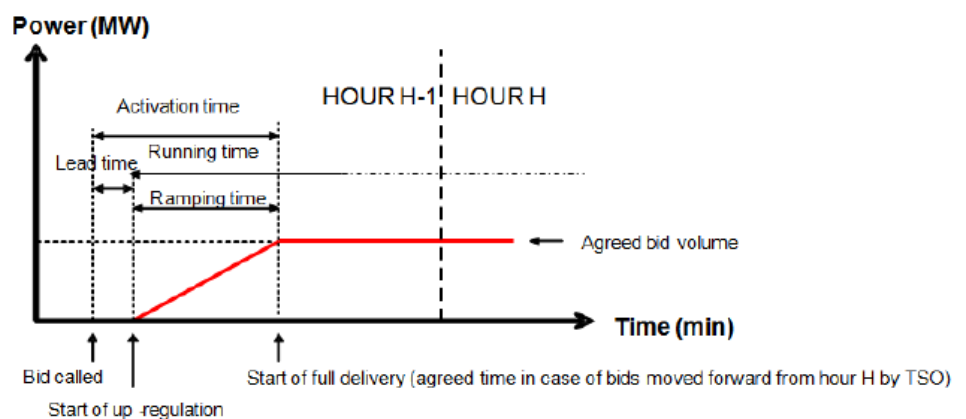 Power (MW)
HOUR H-1
HOUR H
Activation time
Running time
Lead time
Ramping time
Agreed bid volume
Time (min)
Bid called
Start of full delivery (agreed time in case of bids moved forward from hour H by TSO)
Start of up -regulation